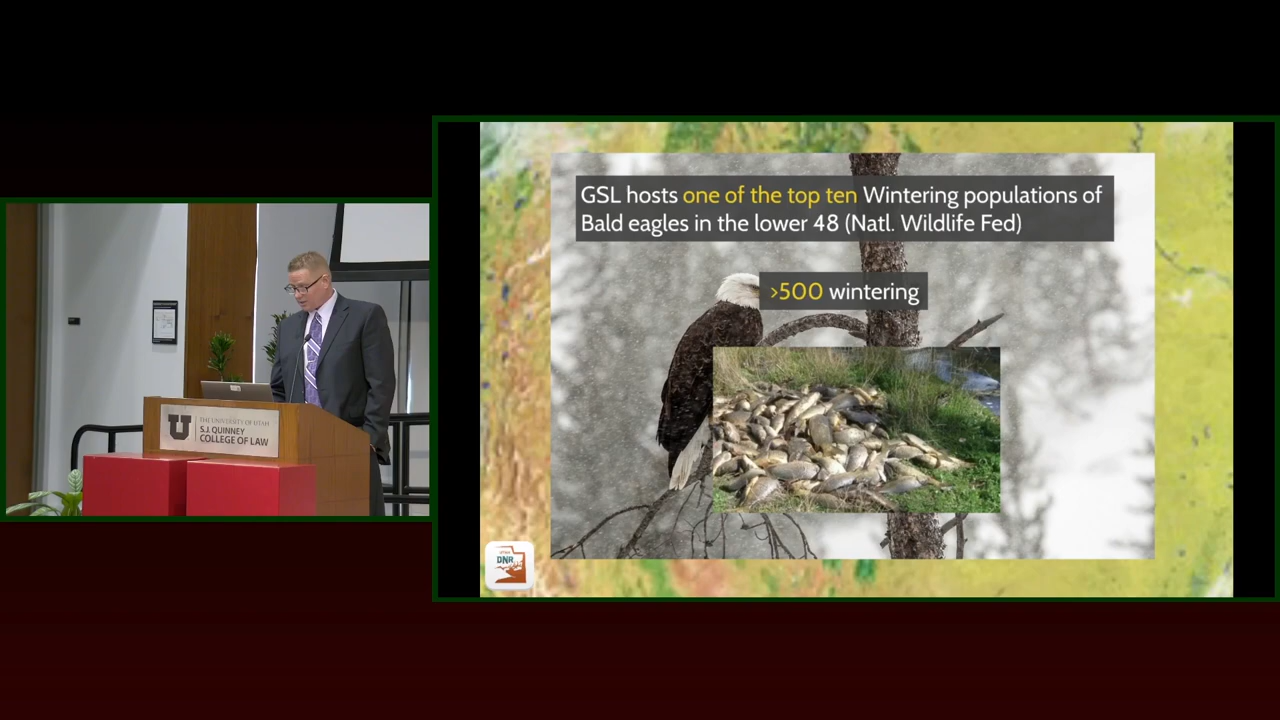 GSL hosts one of the top ten Wintering populations of
Bald eagles in the lower 48 (Natl. Wildlife Fed)
>500 wintering
THE UNIVERSITY OF UTAH
S.J. QUINNEY
COLLEGE OF LAW
U
UTAH
DNR